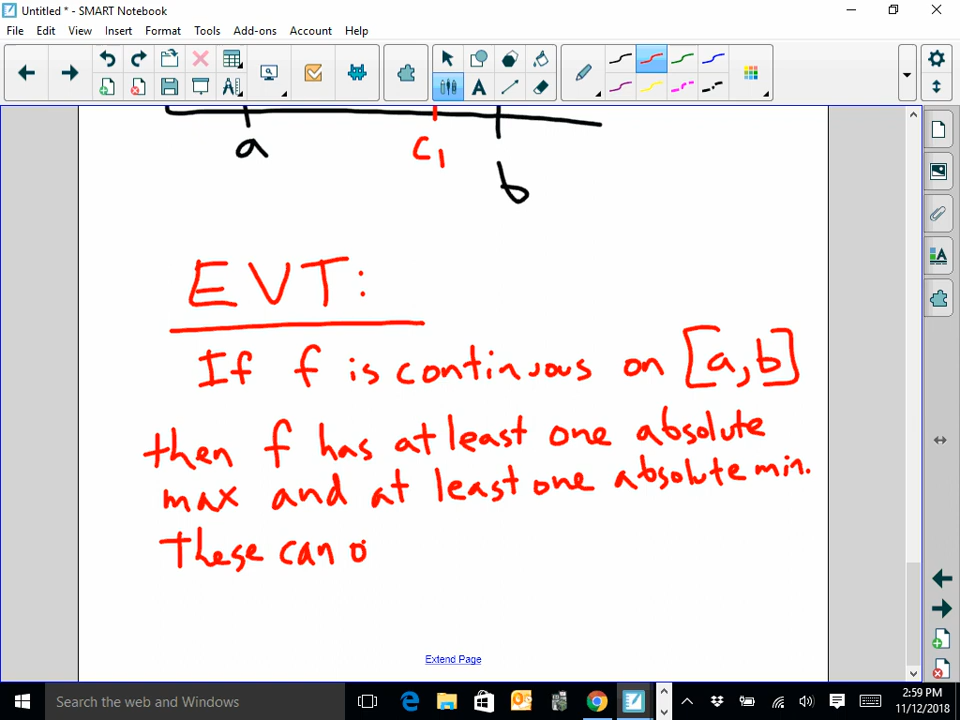 Untitled * - SMART Notebook
File Edit View Insert Format Tools Add-ons Account Help
a
c1
b
EVT:
If f is continuous on [a,b]
then f has at least one absolute
max and at least one absolute min.
These can o
Extend Page
Search the web and Windows
2:59 PM
11/12/2018